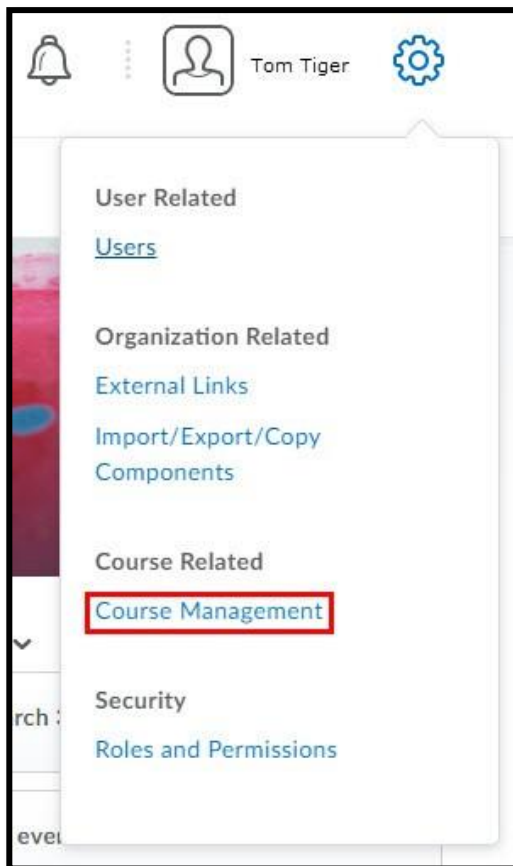 Tom Tiger
User Related
Users
Organization Related
External Links
Import/Export/Copy
Components
Course Related
Course Management
rch :
Security
Roles and Permissions